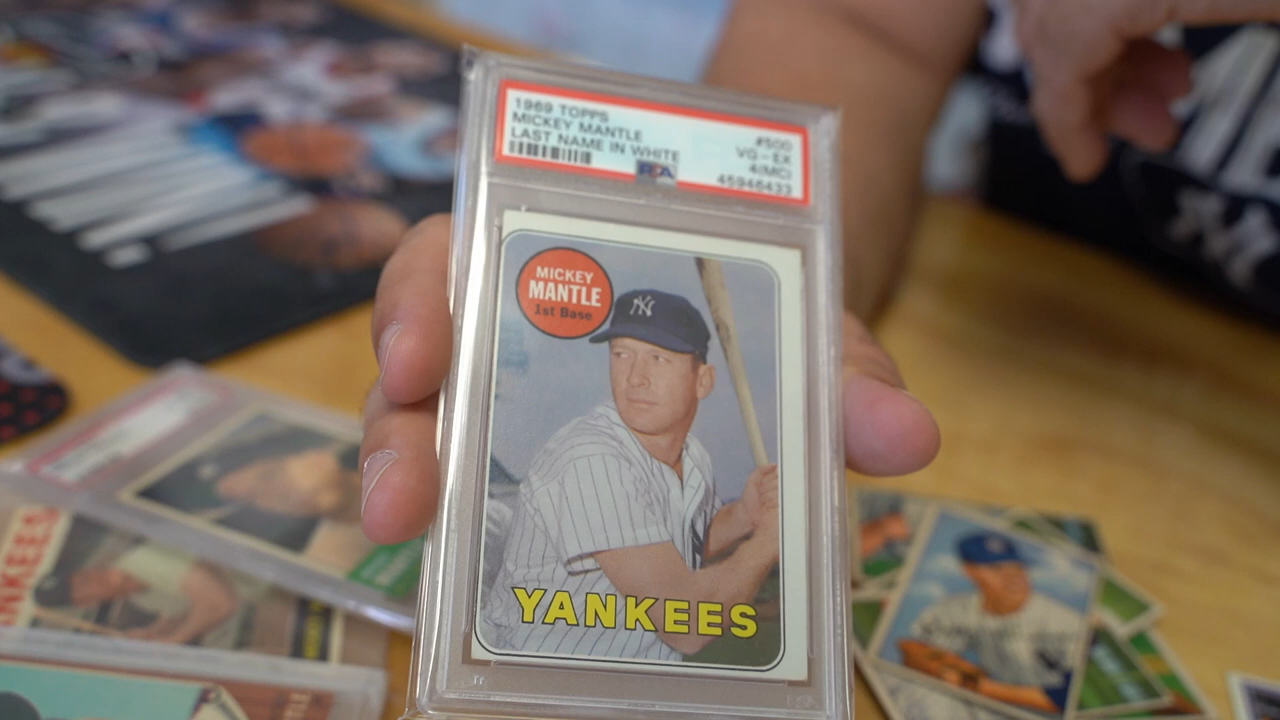 1969 TOPPS
MICKEY MANTLE
LAST NAME IN WHITE
#500
VG-EX
4(MC)
45946433
PSA
MICKEY
MANTLE
1st Base
NY
YANKEES